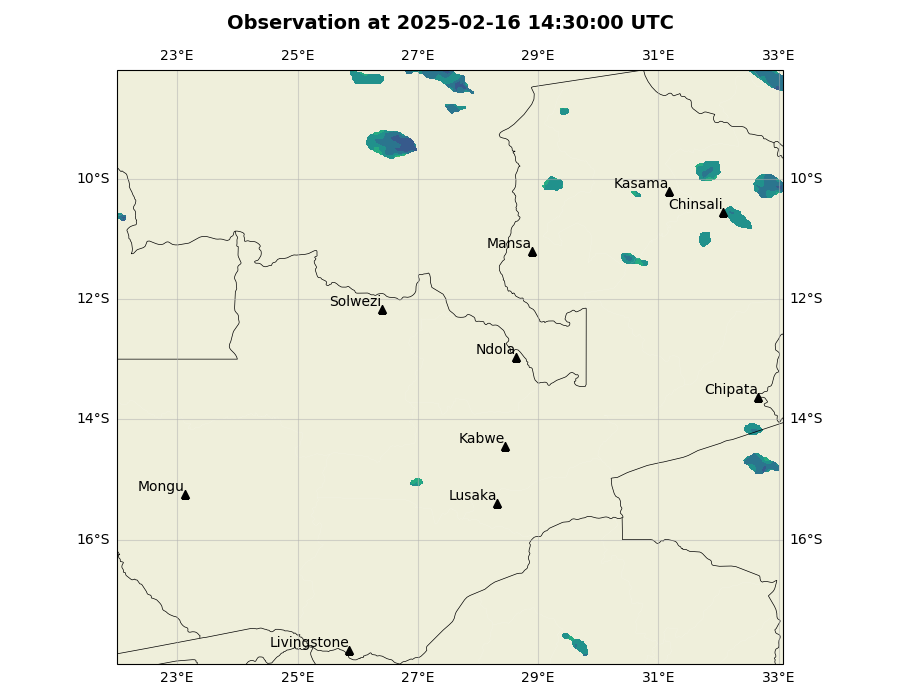 Observation at 2025-02-16 14:30:00 UTC
23°E 25°E 27°E 29°E 31°E 33°E
10°S 10°S
Kasama
Chinsali
Mansa
12°S 12°S
Solwezi
Ndola
Chipata
14°S 14°S
Kabwe
Mongu
Lusaka
16°S 16°S
Livingstone
23°E 25°E 27°E 29°E 31°E 33°E